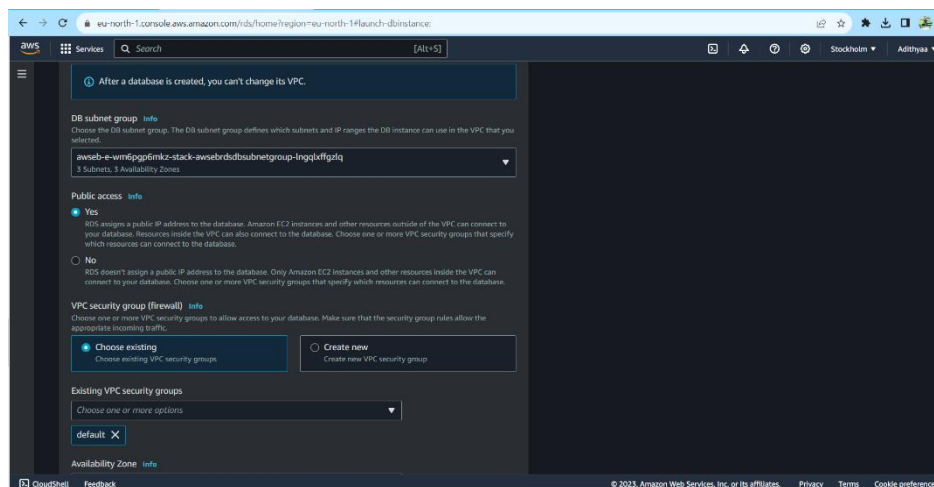 eu-north-1.console.aws.amazon.com/rds/home?region=eu-north-1#launch-dbinstance:
aws
Services
Search
[Alt+S]
Stockholm
Adithyaa
After a database is created, you can't change its VPC.
DB subnet group Info
Choose the DB subnet group. The DB subnet group defines which subnets and IP ranges the DB instance can use in the VPC that you
selected.
awseb-e-wm6pgp6mkz-stack-awsebrdsdbsubnetgroup-lngqlxffgzlq
3 Subnets, 3 Availability Zones
Public access Info
Yes
RDS assigns a public IP address to the database. Amazon EC2 instances and other resources outside of the VPC can connect to
your database. Resources inside the VPC can also connect to the database. Choose one or more VPC security groups that specify
which resources can connect to the database.
No
RDS doesn't assign a public IP address to the database. Only Amazon EC2 instances and other resources inside the VPC can
connect to your database. Choose one or more VPC security groups that specify which resources can connect to the database.
VPC security group (firewall) Info
Choose one or more VPC security groups to allow access to your database. Make sure that the security group rules allow the
appropriate incoming traffic.
Choose existing
Choose existing VPC security groups
Create new
Create new VPC security group
Existing VPC security groups
Choose one or more options
default
Availability Zone Info
CloudShell Feedback
© 2023, Amazon Web Services, Inc. or its affiliates. Privacy Terms Cookie preference